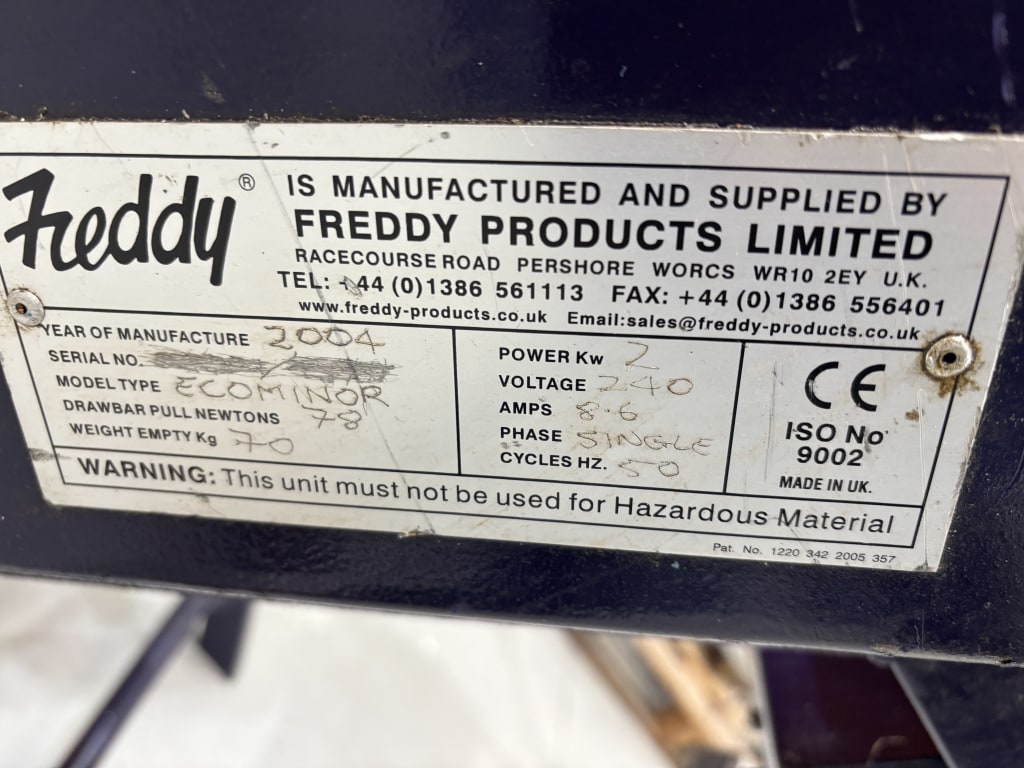 Freddy®
IS MANUFACTURED AND SUPPLIED BY
FREDDY PRODUCTS LIMITED
RACECOURSE ROAD PERSHORE WORCS WR10 2EY U.K.
TEL: +44 (0)1386 561113 FAX: +44 (0)1386 556401
www.freddy-products.co.uk Email:sales@freddy-products.co.uk
YEAR OF MANUFACTURE 2004
SERIAL NO.
MODEL TYPE ECOMINOR
DRAWBAR PULL NEWTONS 78
WEIGHT EMPTY Kg 70
POWER Kw 2
VOLTAGE 240
AMPS 8.6
PHASE SINGLE
CYCLES HZ. 50
CE
ISO No
9002
MADE IN UK.
WARNING: This unit must not be used for Hazardous Material
Pat. No. 1220 342 2005 357